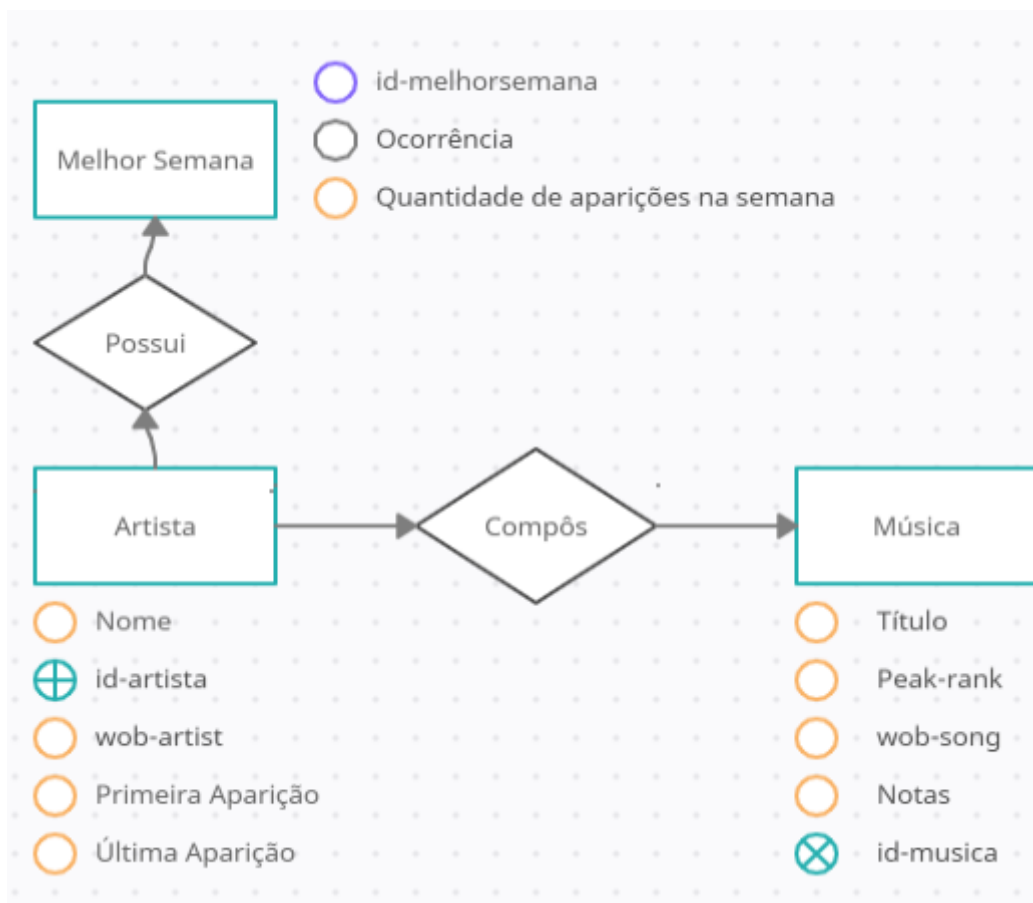 id-melhorsemana
Melhor Semana
Ocorrência
Quantidade de aparições na semana
Possui
Artista
Compôs
Música
Nome
id-artista
wob-artist
Primeira Aparição
Última Aparição
Título
Peak-rank
wob-song
Notas
id-musica